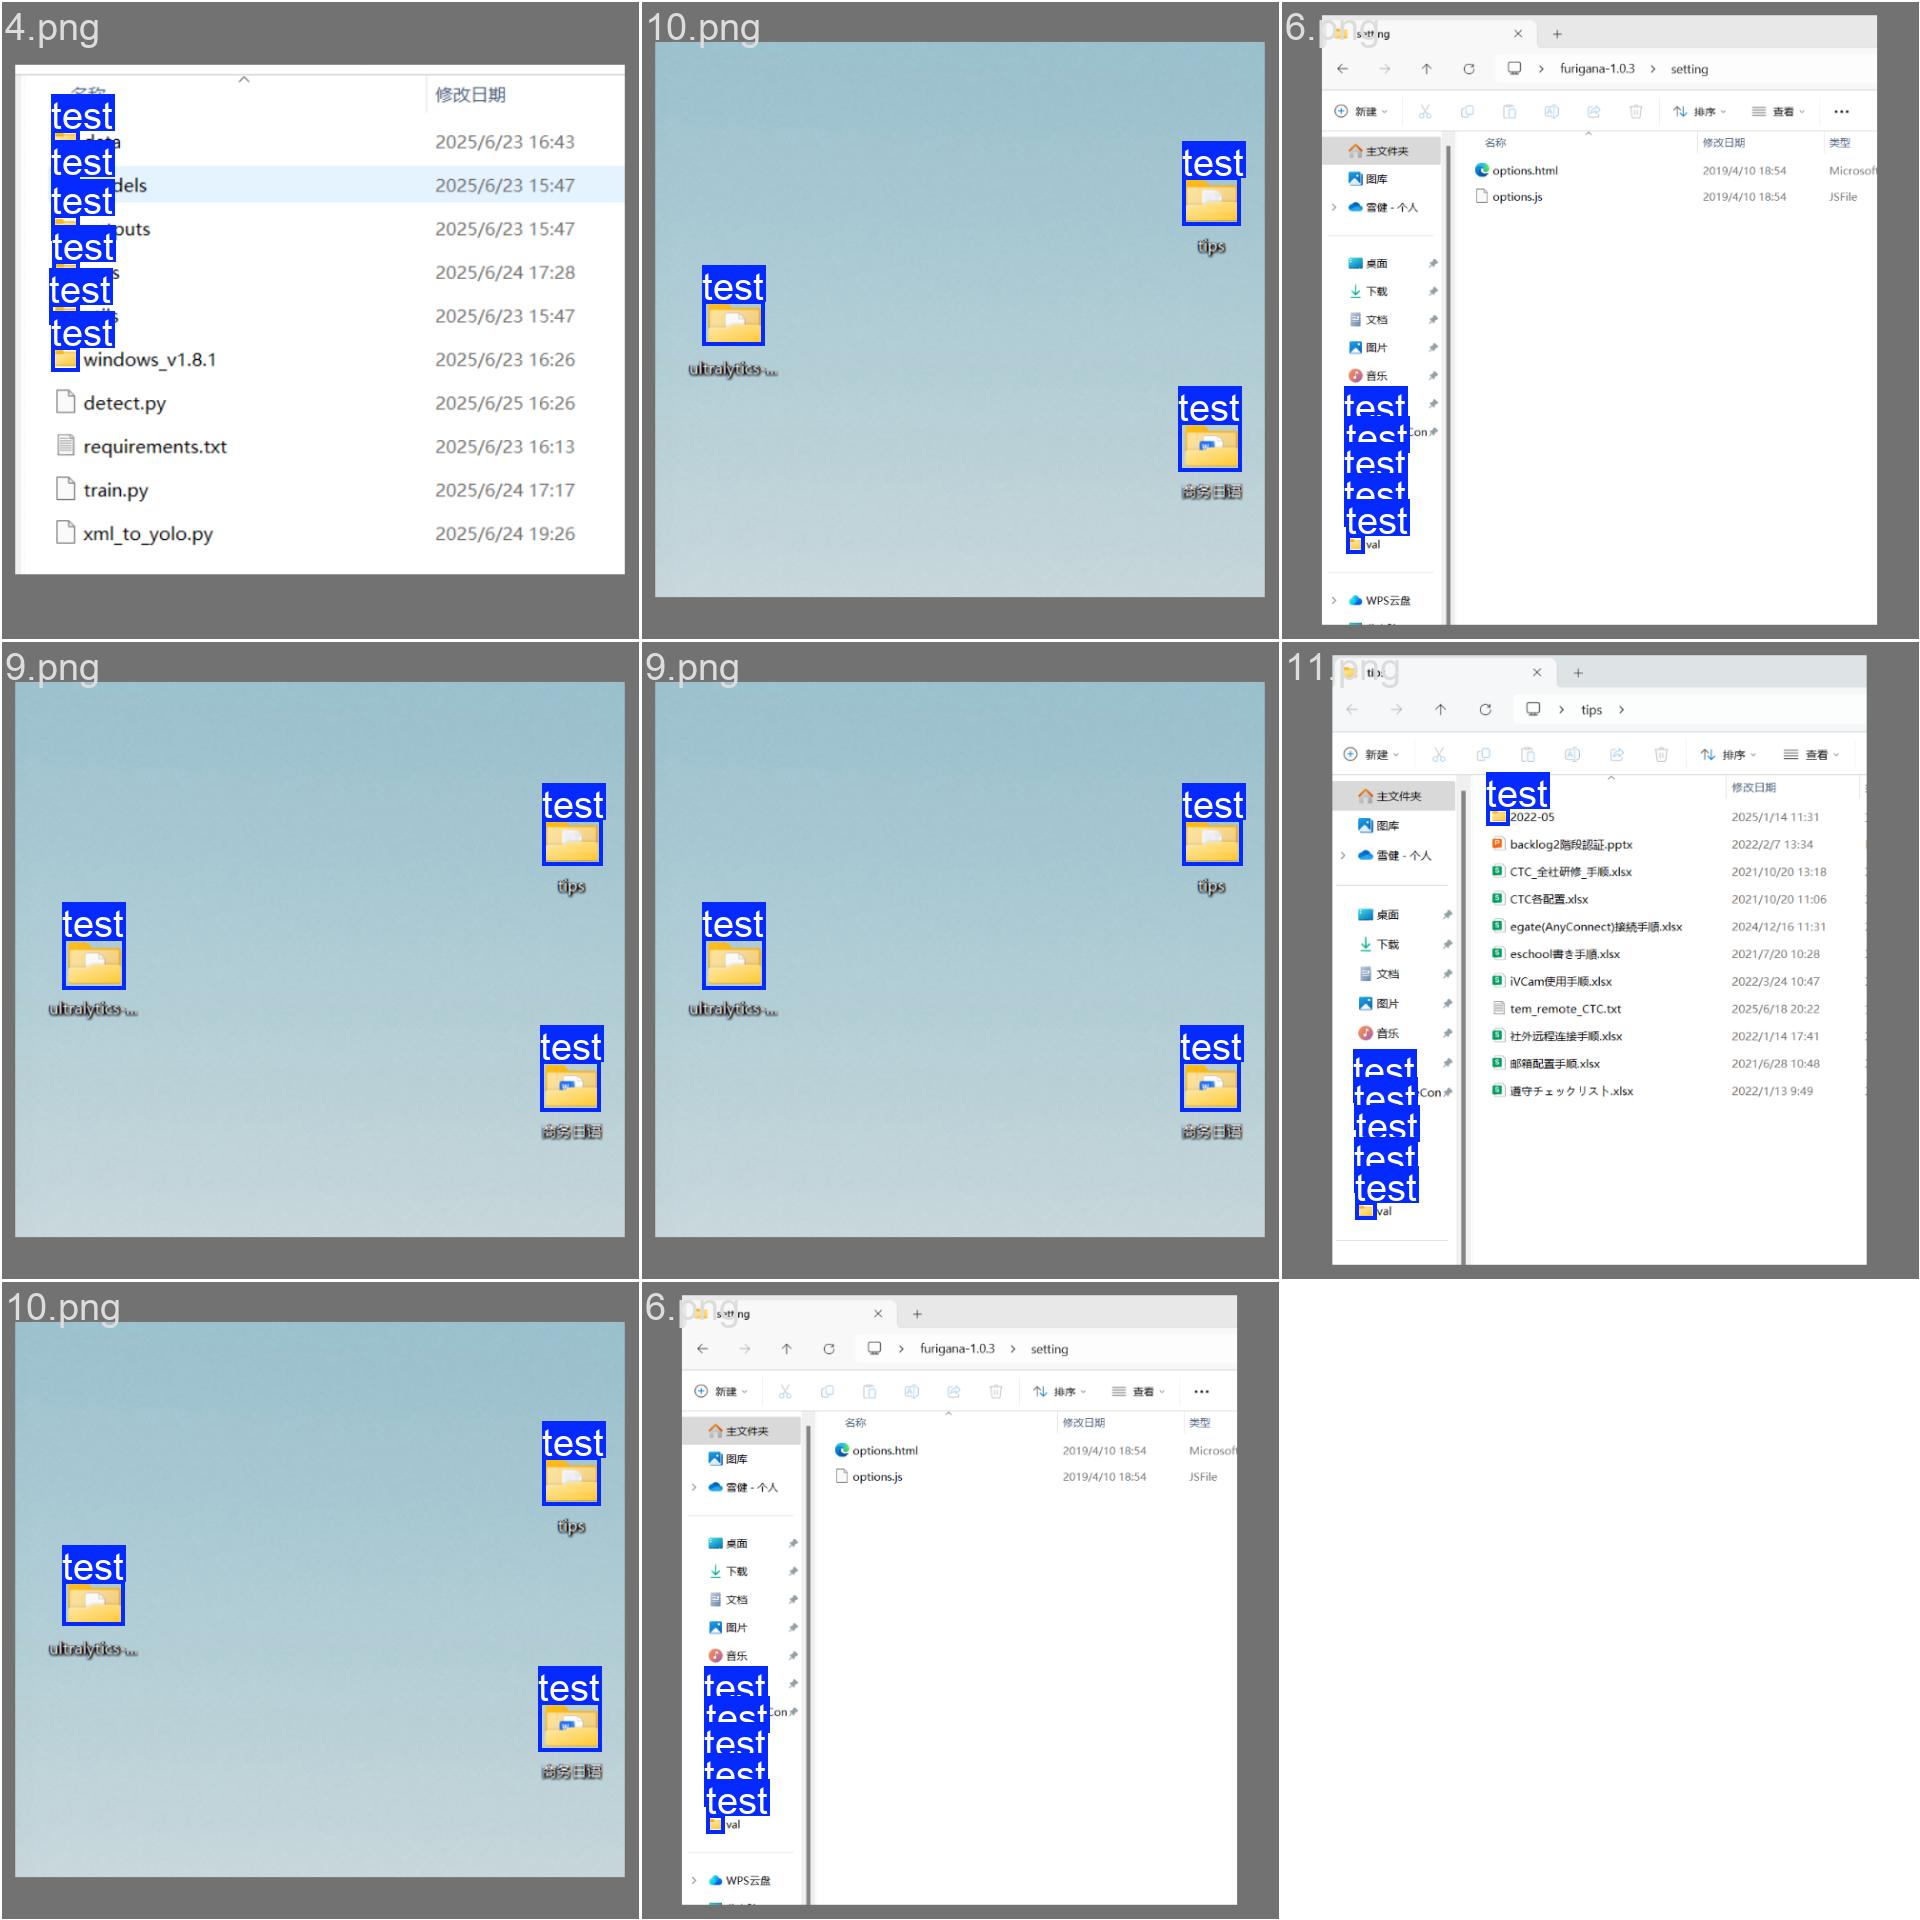 4.png
名称
修改日期
test
data
2025/6/23 16:43
test
models
2025/6/23 15:47
test
outputs
2025/6/23 15:47
test
2025/6/24 17:28
test
2025/6/23 15:47
test
windows_v1.8.1
2025/6/23 16:26
detect.py
2025/6/25 16:26
requirements.txt
2025/6/23 16:13
train.py
2025/6/24 17:17
xml_to_yolo.py
2025/6/24 19:26
10.png
test
tips
test
ultralytics-...
test
商务日语
6.png
setting
furigana-1.0.3 > setting
新建
排序
查看
名称
修改日期
类型
主文件夹
options.html
2019/4/10 18:54
Microsoft
图库
options.js
2019/4/10 18:54
JSFile
雪健 - 个人
桌面
下载
文档
图片
音乐
test
test
Con
test
test
test
val
WPS云盘
9.png
test
tips
test
ultralytics-...
test
商务日语
9.png
test
tips
test
ultralytics-...
test
商务日语
11.png
tips
tips
新建
排序
查看
修改日期
主文件夹
图库
雪健 - 个人
桌面
下载
文档
图片
音乐
test
test
Con
test
test
test
val
test
2022-05
2025/1/14 11:31
backlog2階段認証.pptx
2022/2/7 13:34
CTC_全社研修_手顺.xlsx
2021/10/20 13:18
CTC各配置.xlsx
2021/10/20 11:06
egate(AnyConnect)接続手順.xlsx
2024/12/16 11:31
eschool書き手順.xlsx
2021/7/20 10:28
iVCam使用手顺.xlsx
2022/3/24 10:47
tem_remote_CTC.txt
2025/6/18 20:22
社外远程连接手顺.xlsx
2022/1/14 17:41
邮箱配置手顺.xlsx
2021/6/28 10:48
遵守チェックリスト.xlsx
2022/1/13 9:49
10.png
test
tips
test
ultralytics-...
test
商务日语
6.png
setting
furigana-1.0.3 > setting
新建
排序
查看
名称
修改日期
类型
主文件夹
options.html
2019/4/10 18:54
Microsoft
图库
options.js
2019/4/10 18:54
JSFile
雪健 - 个人
桌面
下载
文档
图片
音乐
test
test
Con
test
test
test
val
WPS云盘